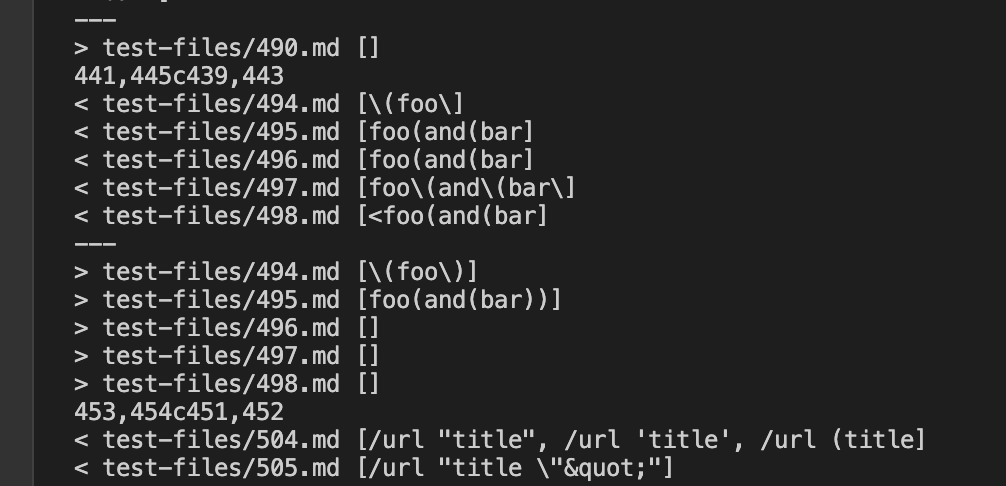 ---
> test-files/490.md []
441,445c439,443
< test-files/494.md [\(foo\]
< test-files/495.md [foo(and(bar]
< test-files/496.md [foo(and(bar]
< test-files/497.md [foo\(and\(bar\]
< test-files/498.md [<foo(and(bar]
---
> test-files/494.md [\(foo\)]
> test-files/495.md [foo(and(bar))]
> test-files/496.md []
> test-files/497.md []
> test-files/498.md []
453,454c451,452
< test-files/504.md [/url "title", /url 'title', /url (title]
< test-files/505.md [/url "title \"&quot;"]